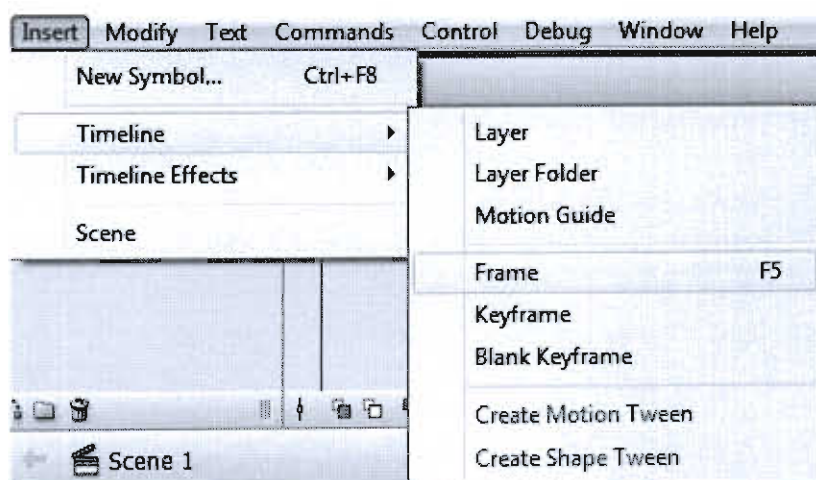 Insert Modify Text Commands Control Debug Window Help
New Symbol... Ctrl+F8
Timeline
Timeline Effects
Scene
Layer
Layer Folder
Motion Guide
Frame F5
Keyframe
Blank Keyframe
Create Motion Tween
Create Shape Tween
Scene 1